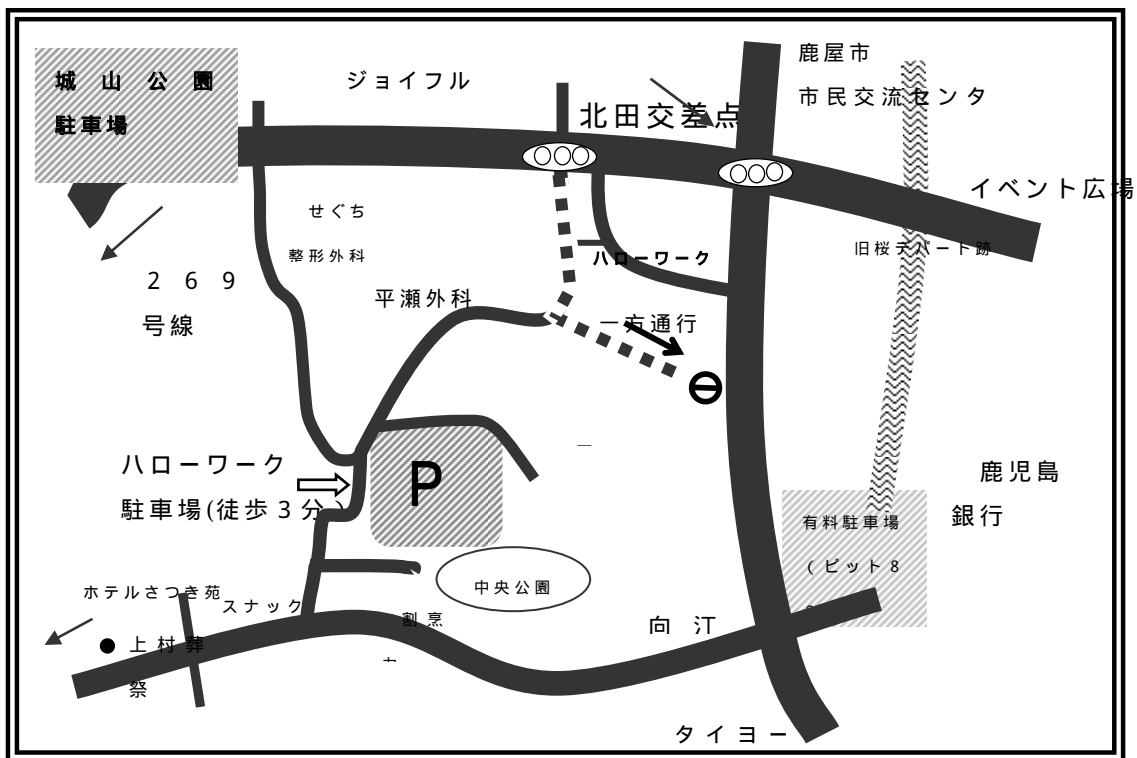 城山公園
駐車場
ジョイフル
北田交差点
鹿屋市
市民交流センタ
イベント広場
旧桜デパート跡
せぐち
整形外科
ハローワーク
269
号線
平瀬外科
一方通行
ハローワーク
駐車場(徒歩3分)
P
鹿児島
銀行
有料駐車場
(ピット8
中央公園
ホテルさつき苑
スナック
割烹
向江
上村葬
祭
タイヨー